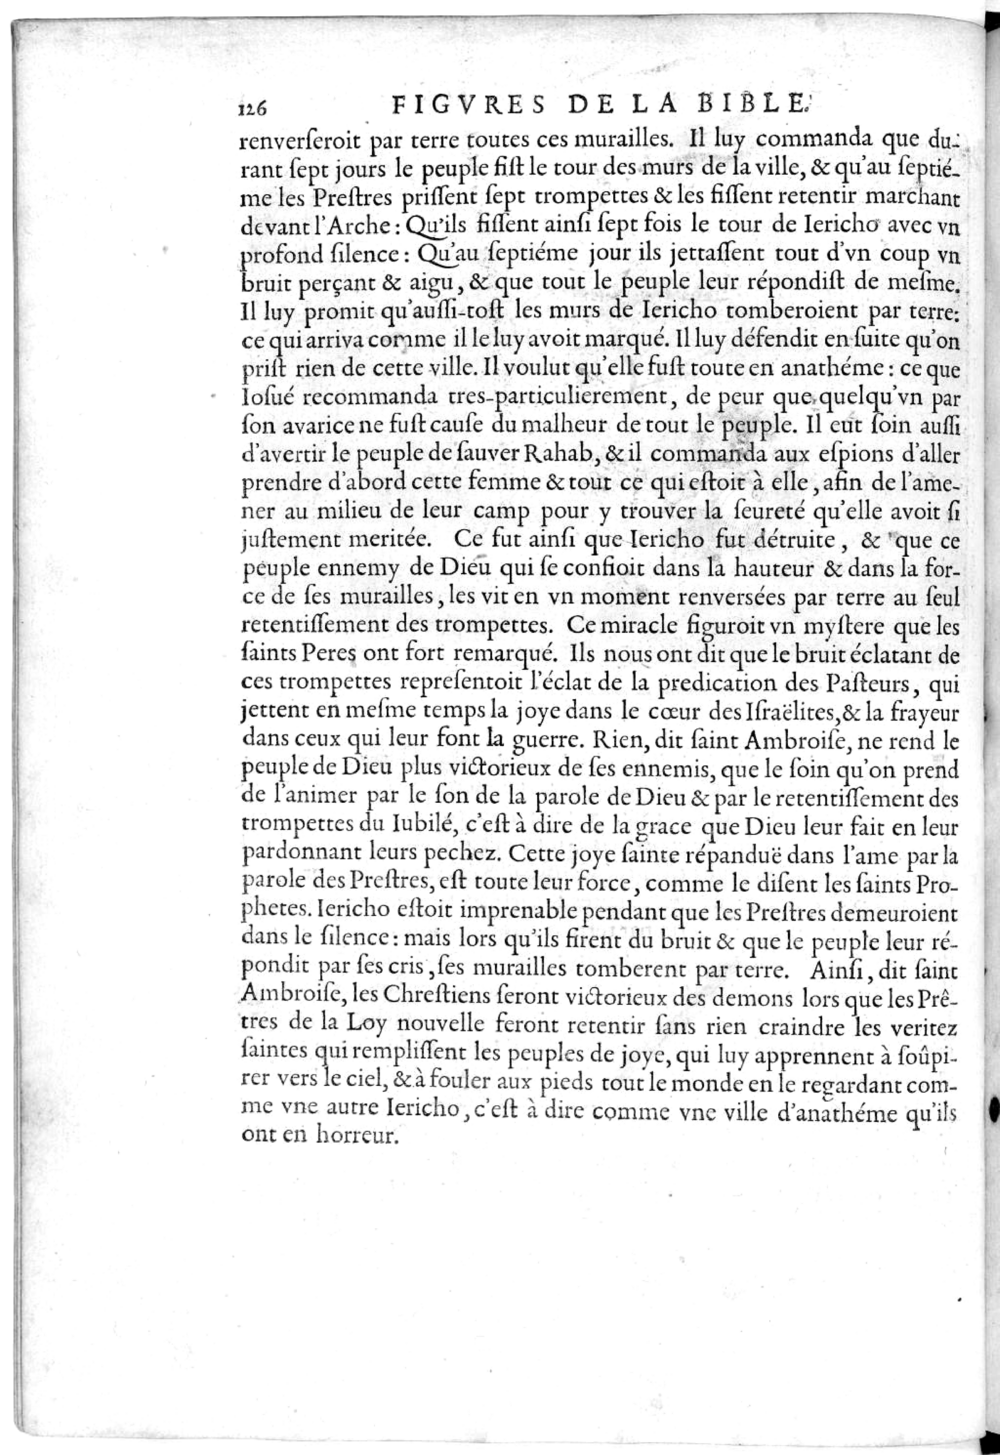 126 FIGVRES DE LA BIBLE.
renverſeroit par terre toutes ces murailles. Il luy commanda que du-
rant ſept jours le peuple fiſt le tour des murs de la ville, & qu'au ſeptié-
me les Preſtres priſſent ſept trompettes & les fiſſent retentir marchant
devant l'Arche : Qu'ils fiſſent ainſi ſept fois le tour de Iericho avec vn
profond ſilence : Qu'au ſeptiéme jour ils jettaſſent tout d'vn coup vn
bruit perçant & aigu, & que tout le peuple leur répondiſt de meſme.
Il luy promit qu'auſſi-toſt les murs de Iericho tomberoient par terre:
ce qui arriva comme il le luy avoit marqué. Il luy défendit en ſuite qu'on
priſt rien de cette ville. Il voulut qu'elle fuſt toute en anathéme : ce que
Ioſué recommanda tres-particulierement, de peur que quelqu'vn par
ſon avarice ne fuſt cauſe du malheur de tout le peuple. Il eut ſoin auſſi
d'avertir le peuple de ſauver Rahab, & il commanda aux eſpions d'aller
prendre d'abord cette femme & tout ce qui eſtoit à elle, afin de l'ame-
ner au milieu de leur camp pour y trouver la ſeureté qu'elle avoit ſi
juſtement meritée. Ce fut ainſi que Iericho fut détruite, & que ce
peuple ennemy de Dieu qui ſe confioit dans la hauteur & dans la for-
ce de ſes murailles, les vit en vn moment renversées par terre au ſeul
retentiſſement des trompettes. Ce miracle figuroit vn myſtere que les
ſaints Peres ont fort remarqué. Ils nous ont dit que le bruit éclatant de
ces trompettes repreſentoit l'éclat de la predication des Paſteurs, qui
jettent en meſme temps la joye dans le cœur des Iſraëlites, & la frayeur
dans ceux qui leur font la guerre. Rien, dit ſaint Ambroiſe, ne rend le
peuple de Dieu plus victorieux de ſes ennemis, que le ſoin qu'on prend
de l'animer par le ſon de la parole de Dieu & par le retentiſſement des
trompettes du Iubilé, c'eſt à dire de la grace que Dieu leur fait en leur
pardonnant leurs pechez. Cette joye ſainte répanduë dans l'ame par la
parole des Preſtres, eſt toute leur force, comme le diſent les ſaints Pro-
phetes. Iericho eſtoit imprenable pendant que les Preſtres demeuroient
dans le ſilence : mais lors qu'ils firent du bruit & que le peuple leur ré-
pondit par ſes cris, ſes murailles tomberent par terre. Ainſi, dit ſaint
Ambroiſe, les Chreſtiens ſeront victorieux des demons lors que les Prê-
tres de la Loy nouvelle feront retentir ſans rien craindre les veritez
ſaintes qui rempliſſent les peuples de joye, qui luy apprennent à ſoûpi-
rer vers le ciel, & à fouler aux pieds tout le monde en le regardant com-
me vne autre Iericho, c'eſt à dire comme vne ville d'anathéme qu'ils
ont en horreur.